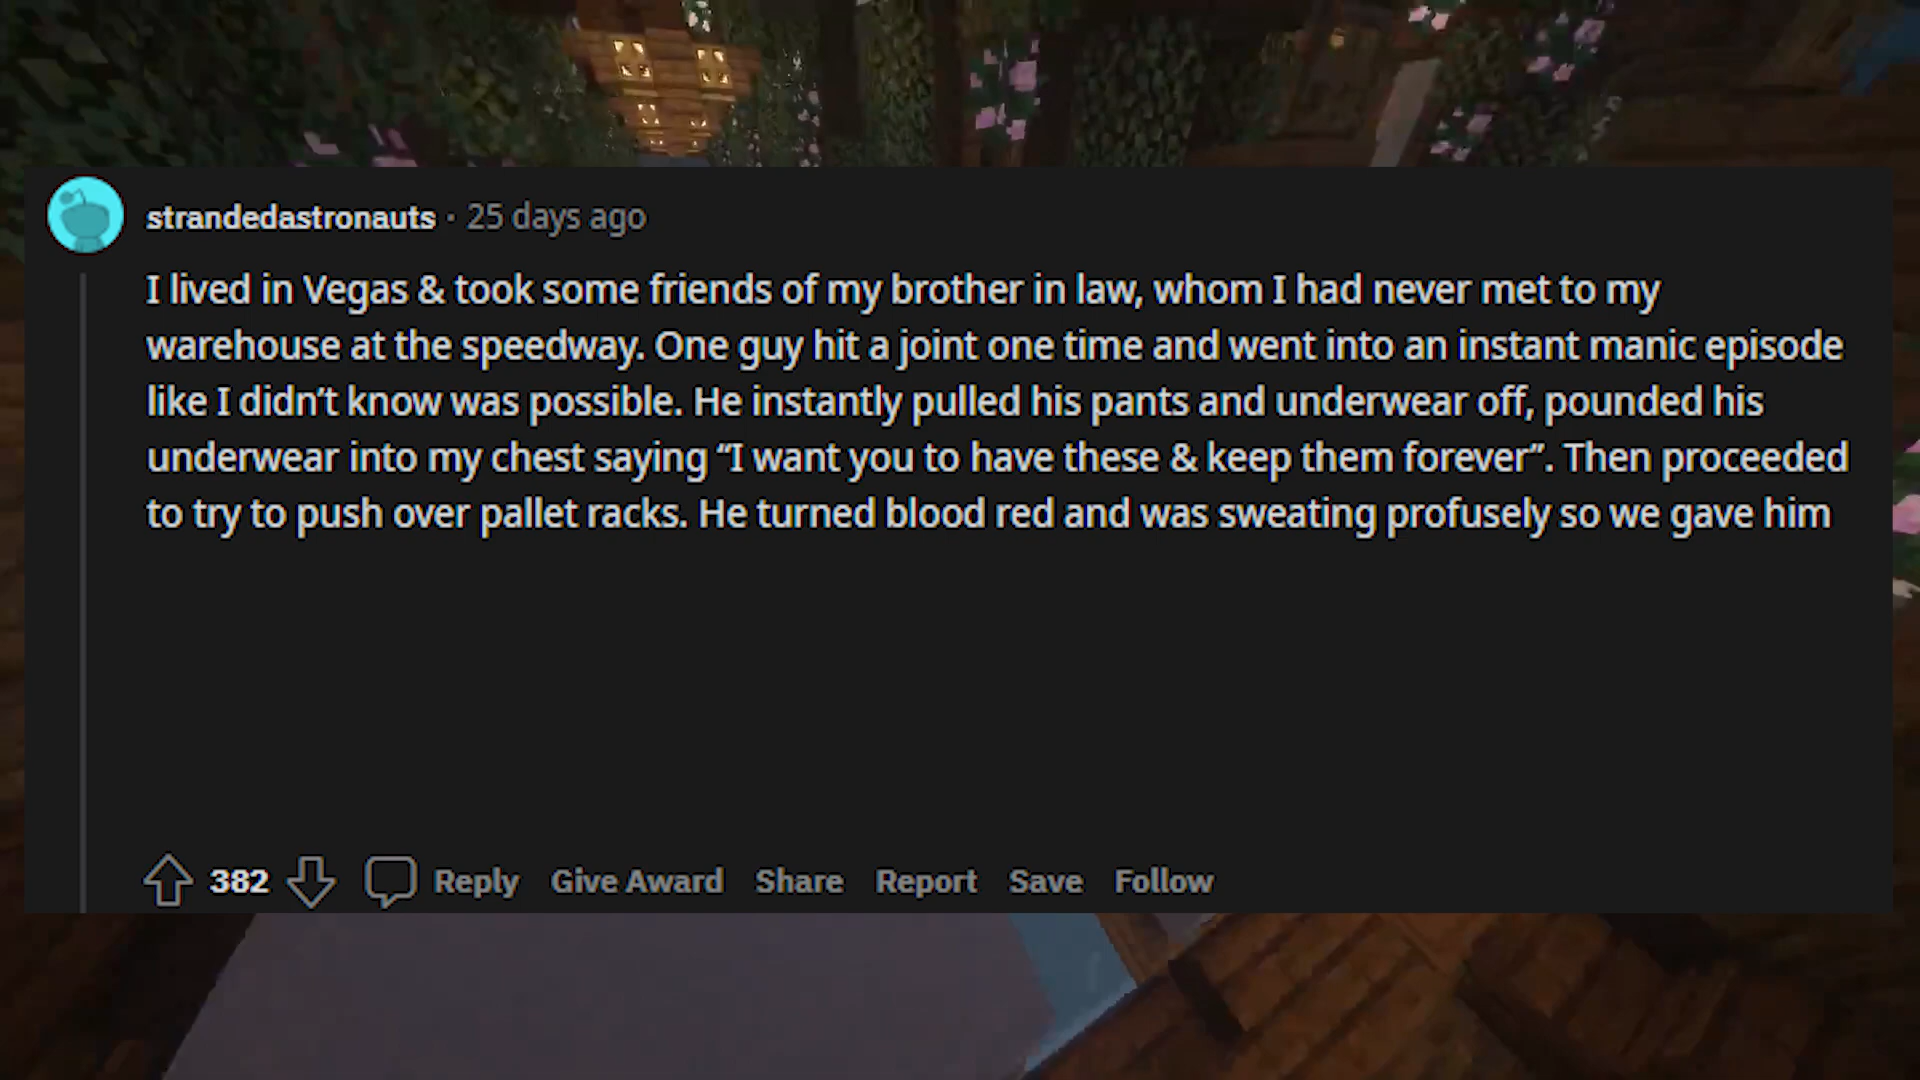 strandedastronauts · 25 days ago
I lived in Vegas & took some friends of my brother in law, whom I had never met to my
warehouse at the speedway. One guy hit a joint one time and went into an instant manic episode
like I didn’t know was possible. He instantly pulled his pants and underwear off, pounded his
underwear into my chest saying “I want you to have these & keep them forever”. Then proceeded
to try to push over pallet racks. He turned blood red and was sweating profusely so we gave him
382 Reply Give Award Share Report Save Follow